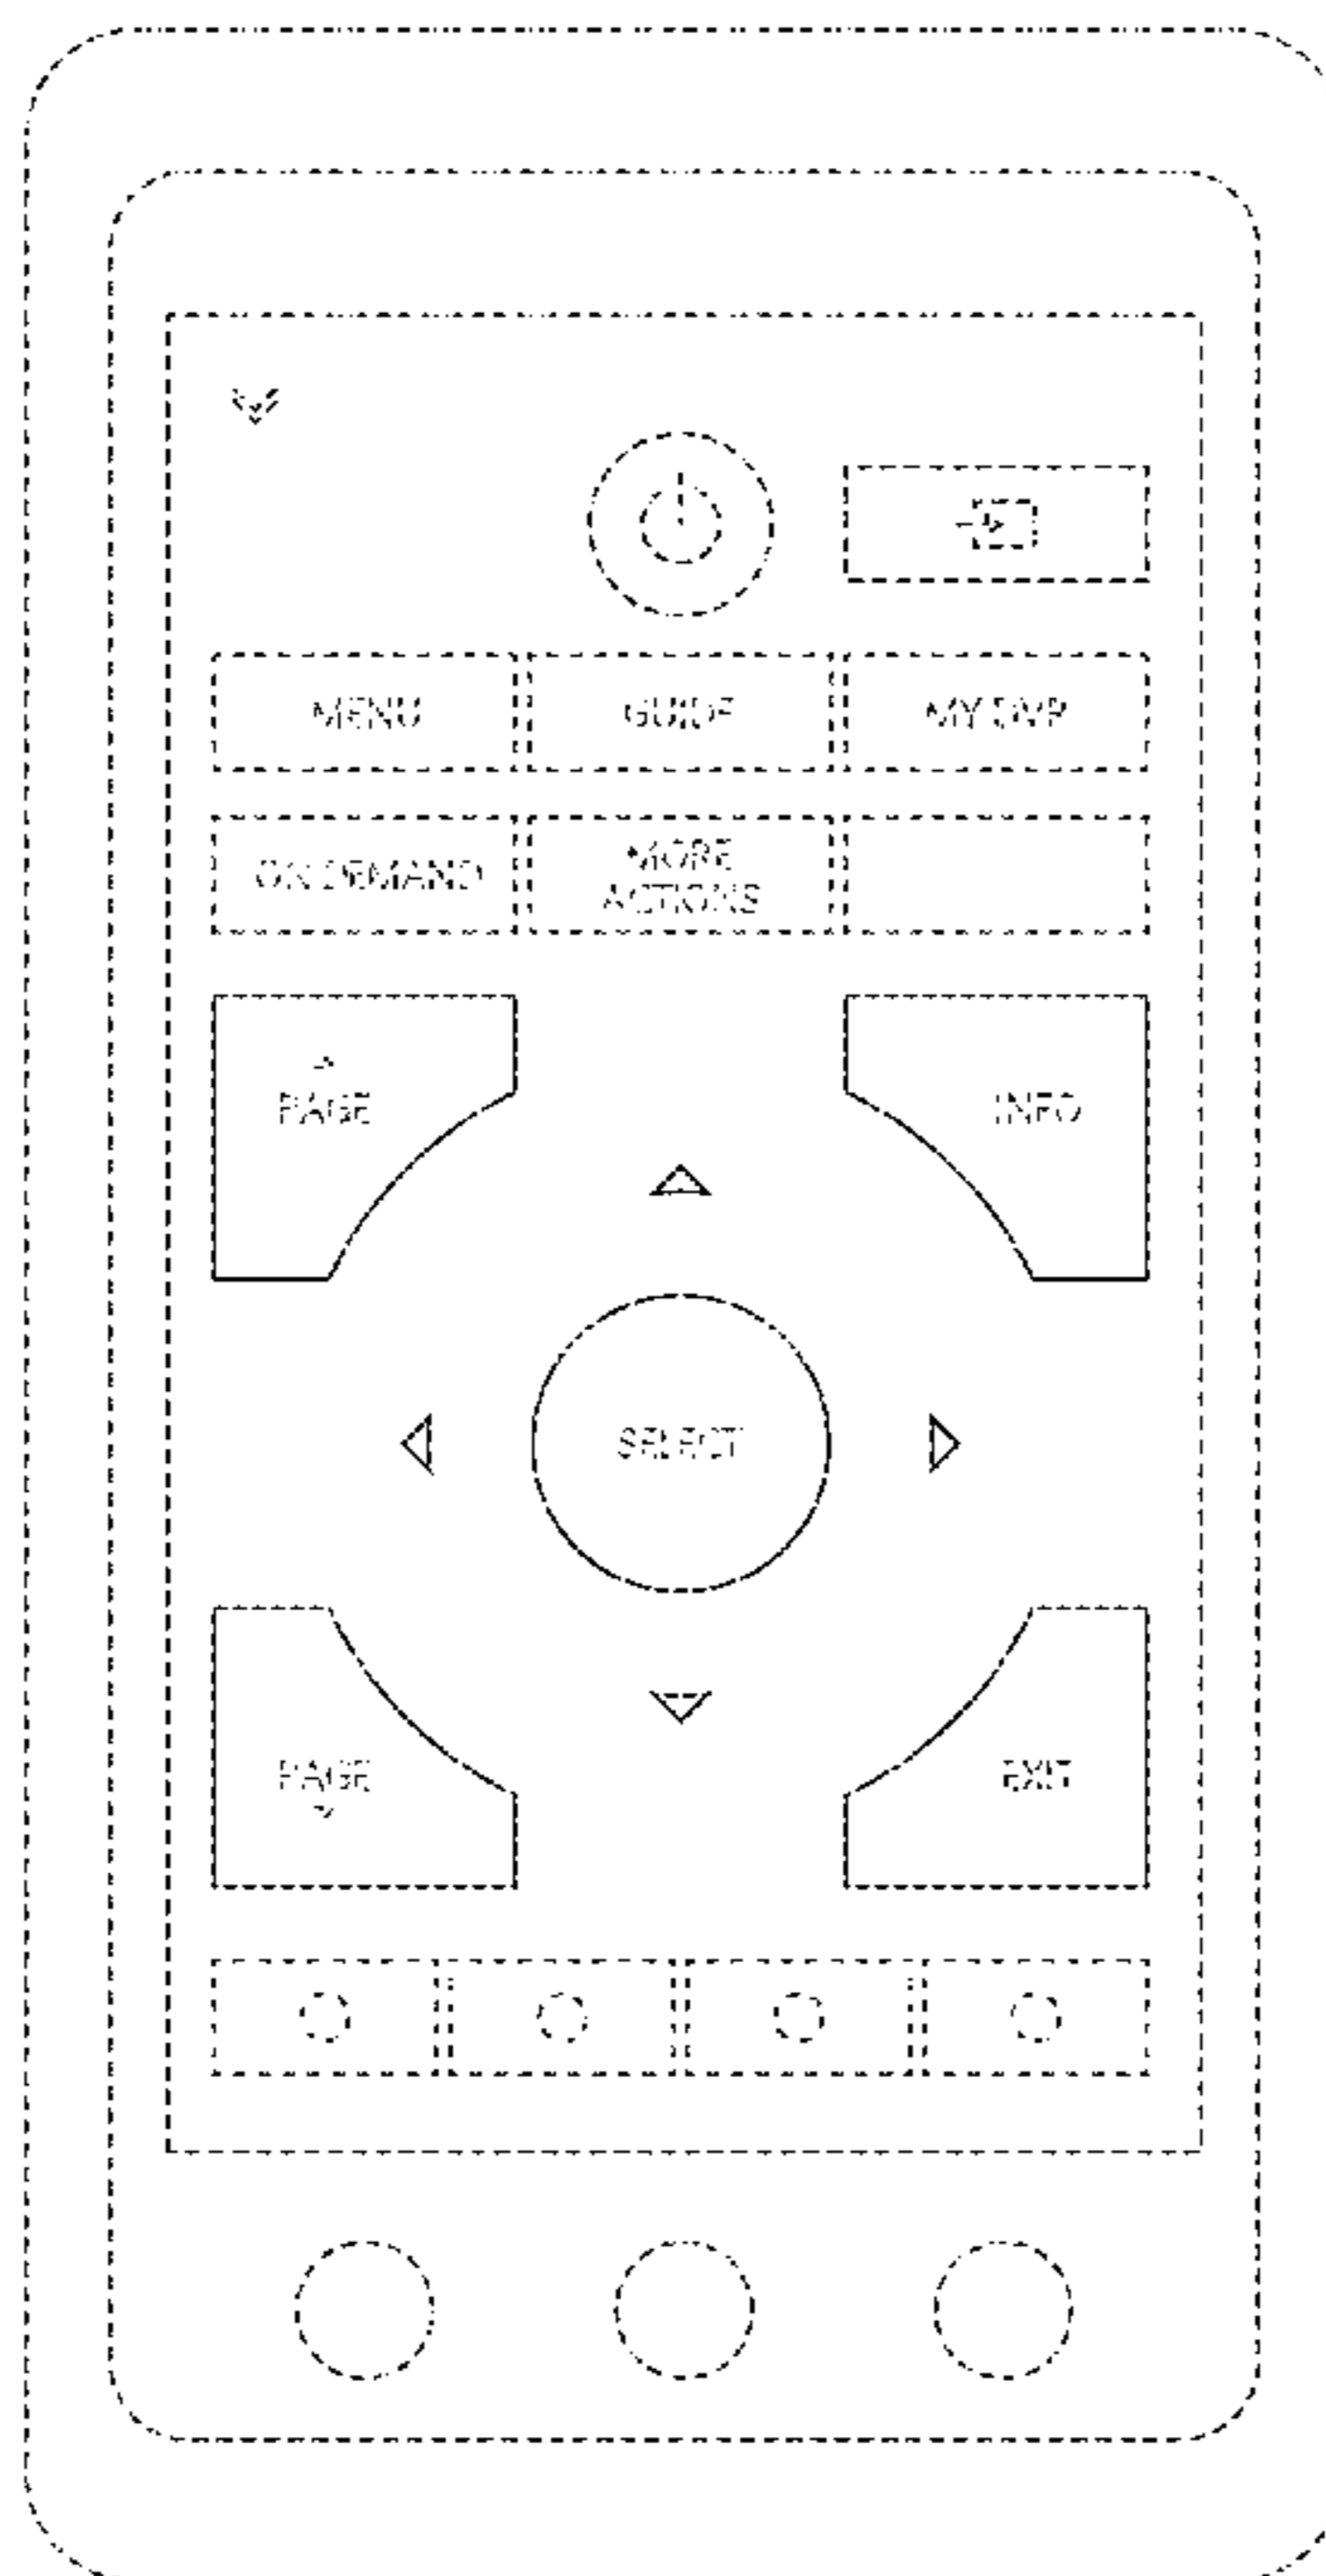 MENU
GUIDE
MY DVR
ON DEMAND
MORE
ACTIONS
PAGE
INFO
SELECT
PAGE
EXIT